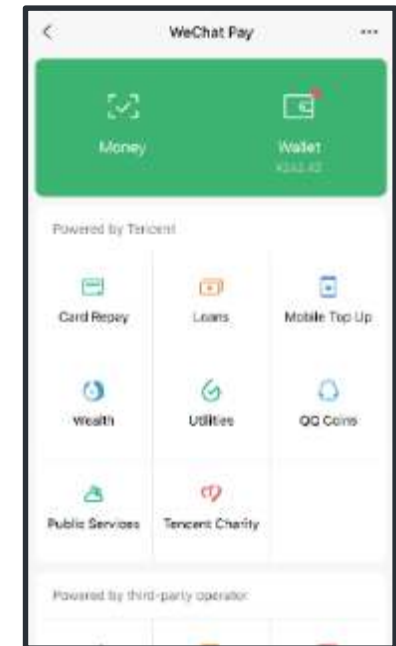 WeChat Pay
Money Wallet
Powered by Tencent
Card Repay Loans Mobile Top Up
Wealth Utilities QQ Coins
Public Services Tencent Charity
Powered by third-party operator